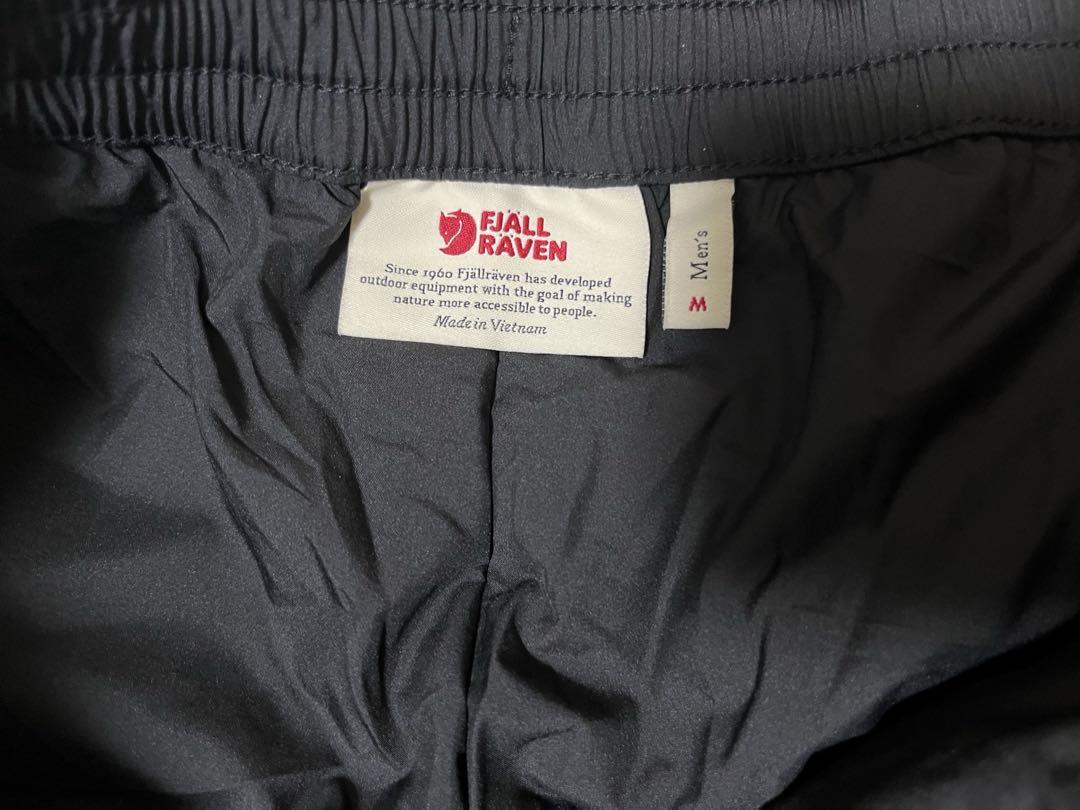 FJÄLL
RÄVEN
Since 1960 Fjällräven has developed
outdoor equipment with the goal of making
nature more accessible to people.
Made in Vietnam
Men's
M